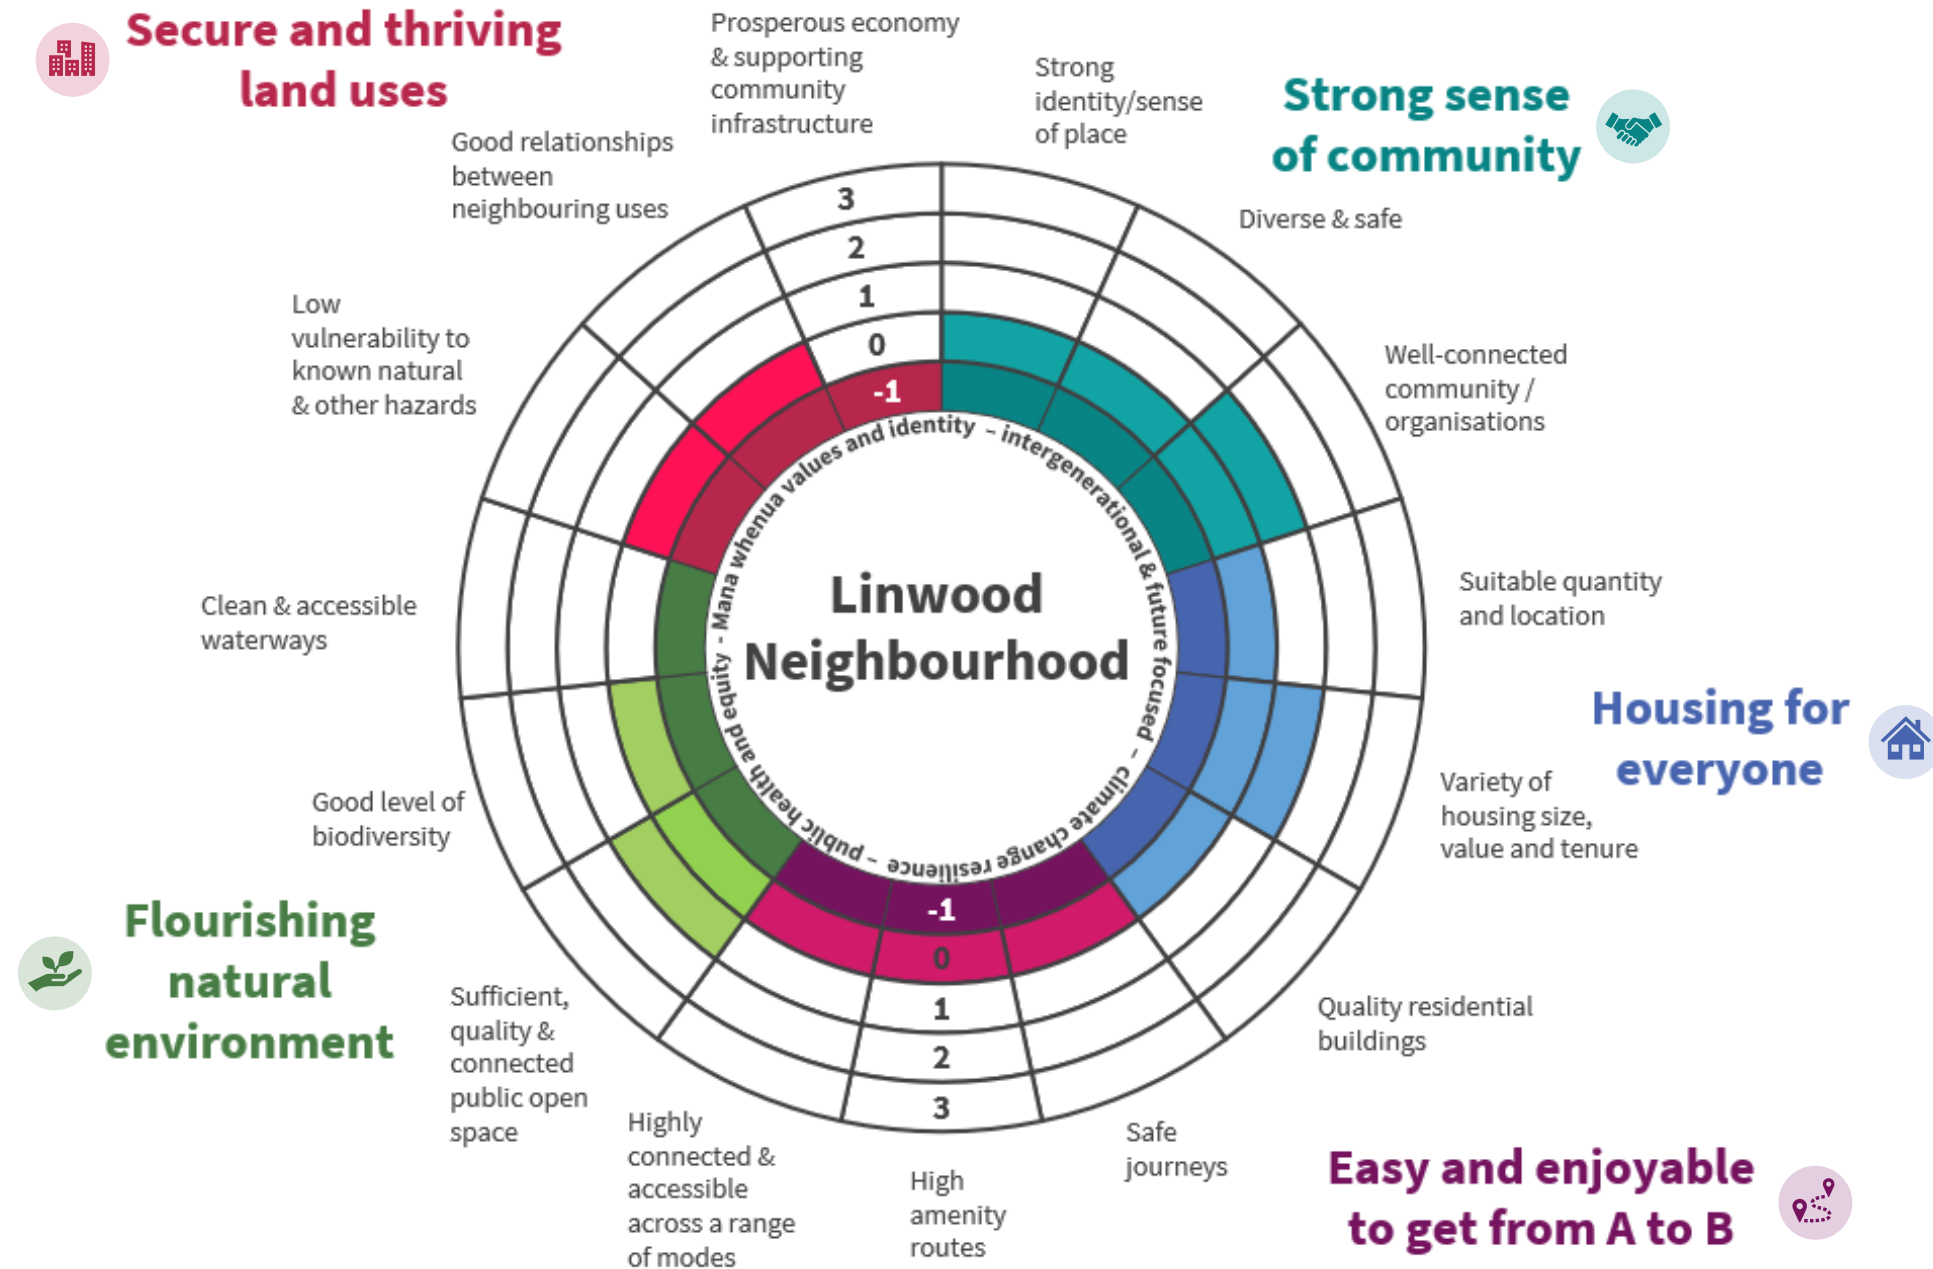 Secure and thriving
land uses
Prosperous economy
& supporting
community
infrastructure
Strong
identity/sense
of place
Strong sense
of community
Good relationships
between
neighbouring uses
Diverse & safe
Low
vulnerability to
known natural
& other hazards
Well-connected
community /
organisations
3
2
1
0
-1
Mana whenua values and identity – intergenerational & future focused – climate change resilience – public health and equity -
Linwood
Neighbourhood
Clean & accessible
waterways
Suitable quantity
and location
Housing for
everyone
Good level of
biodiversity
Variety of
housing size,
value and tenure
-1
0
1
2
3
Flourishing
natural
environment
Sufficient,
quality &
connected
public open
space
Quality residential
buildings
Highly
connected &
accessible
across a range
of modes
High
amenity
routes
Safe
journeys
Easy and enjoyable
to get from A to B